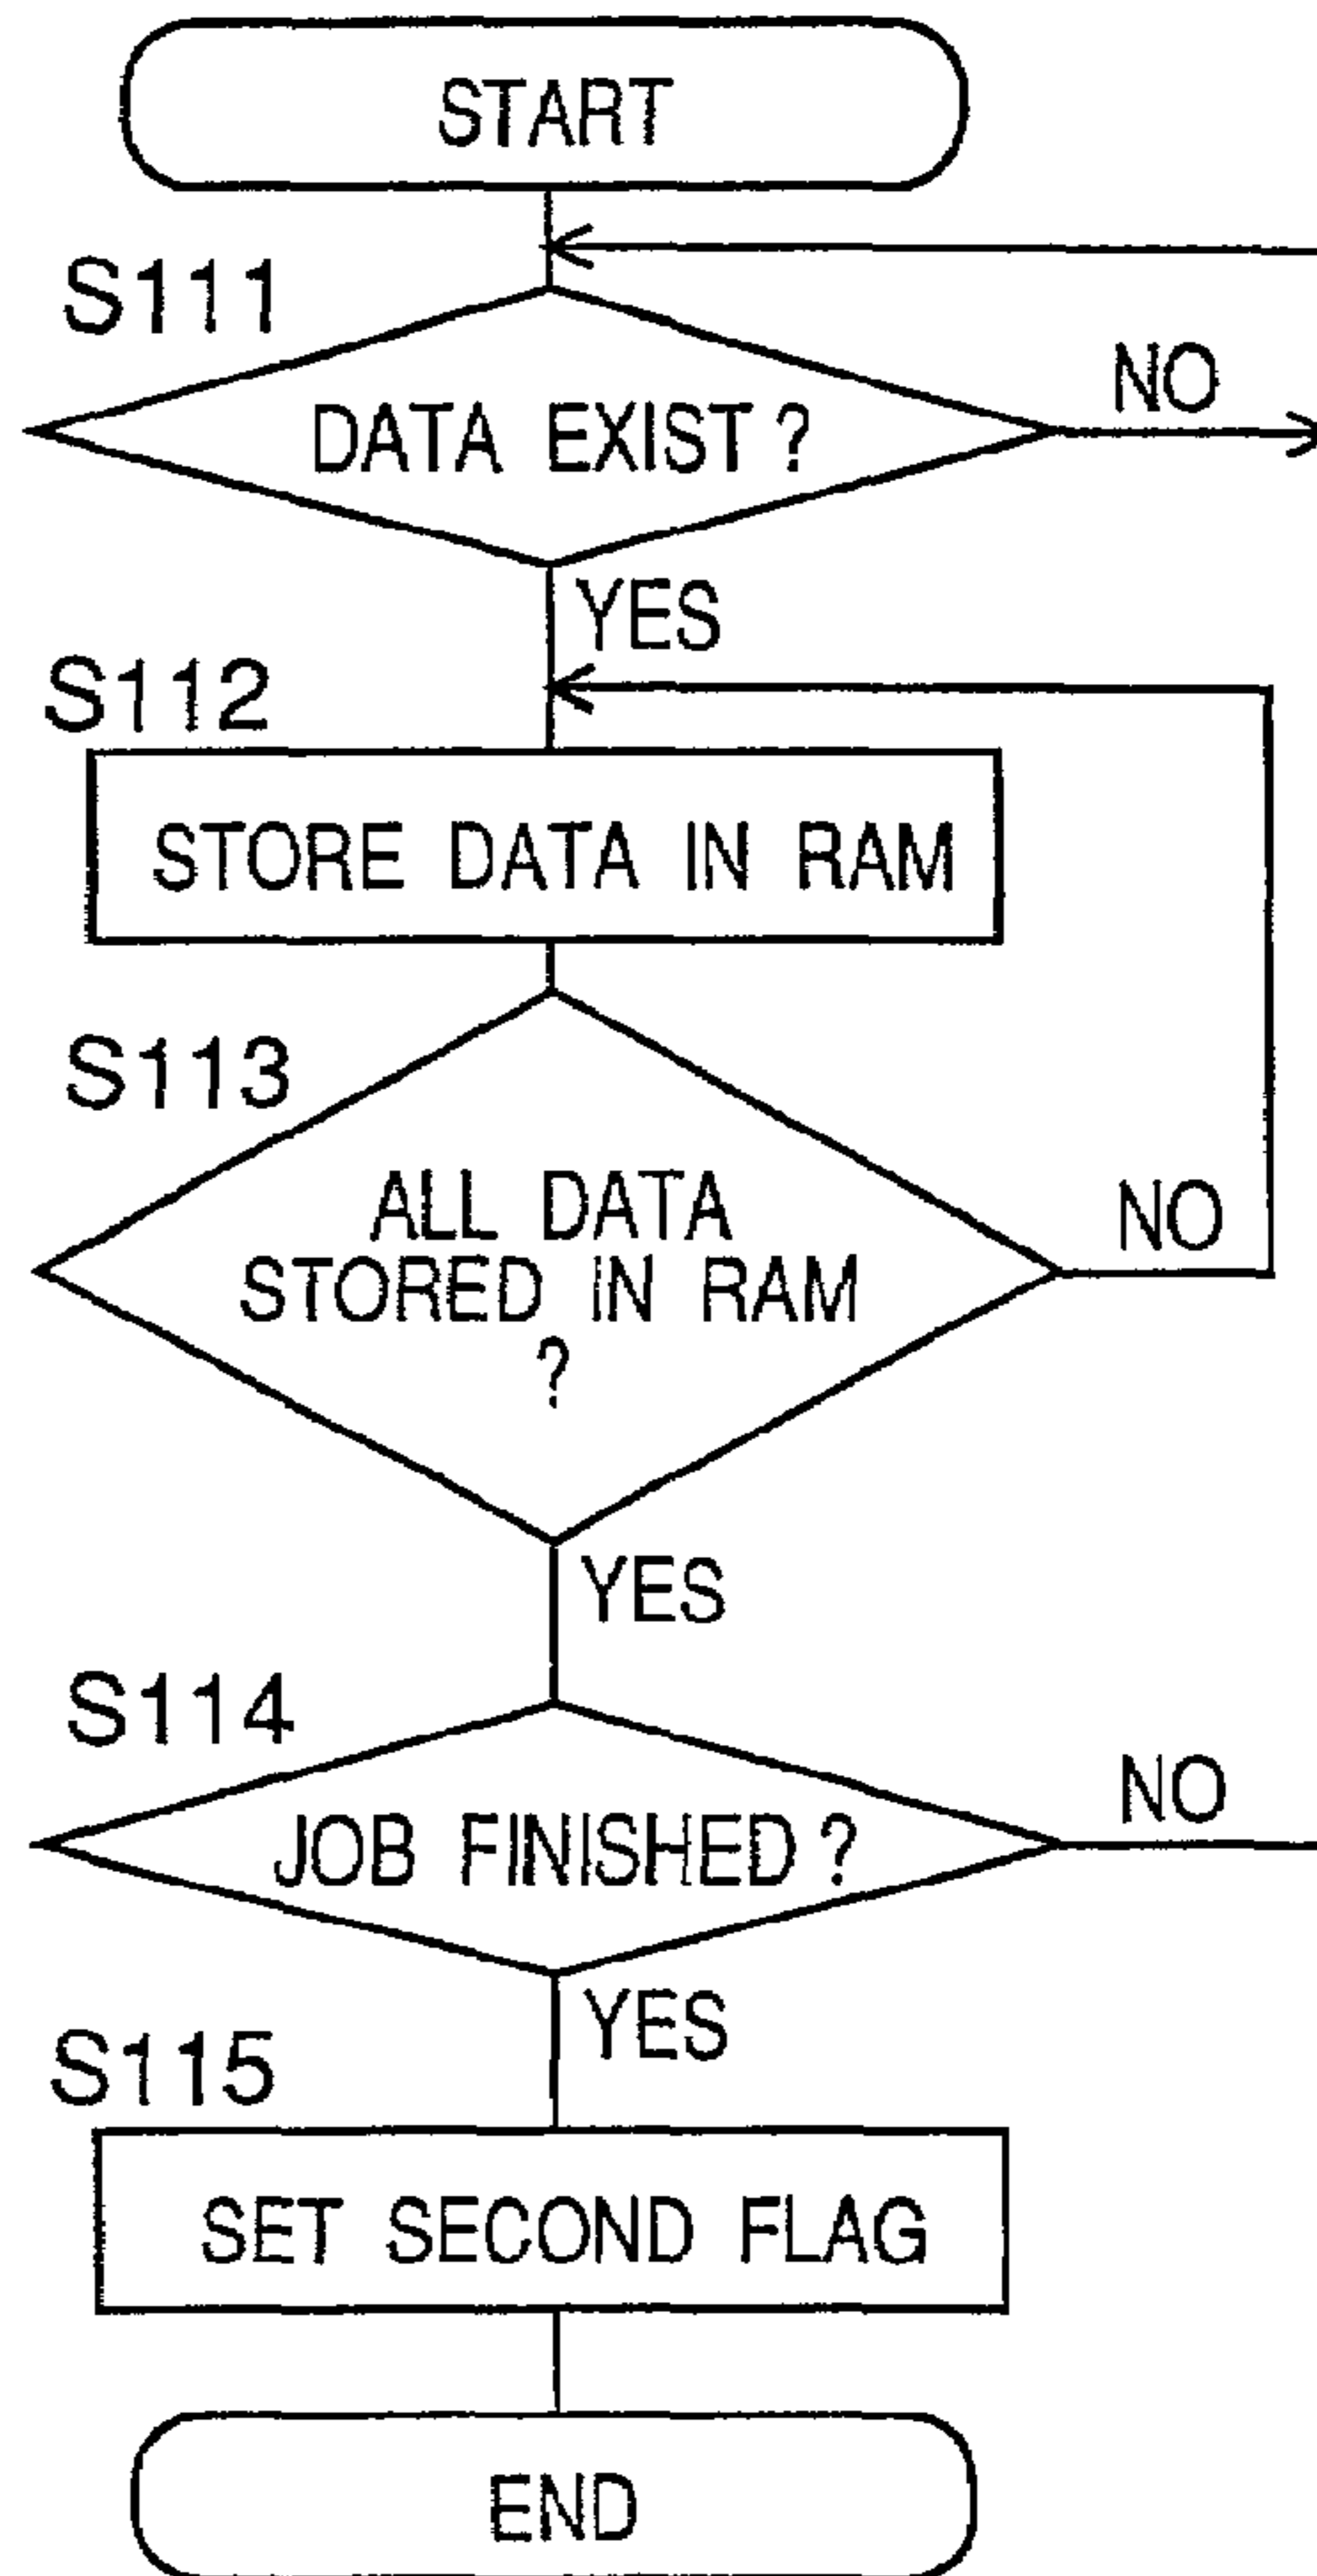 START
S111
DATA EXIST ?
NO
YES
S112
STORE DATA IN RAM
S113
ALL DATA
STORED IN RAM
?
NO
YES
S114
JOB FINISHED ?
NO
YES
S115
SET SECOND FLAG
END